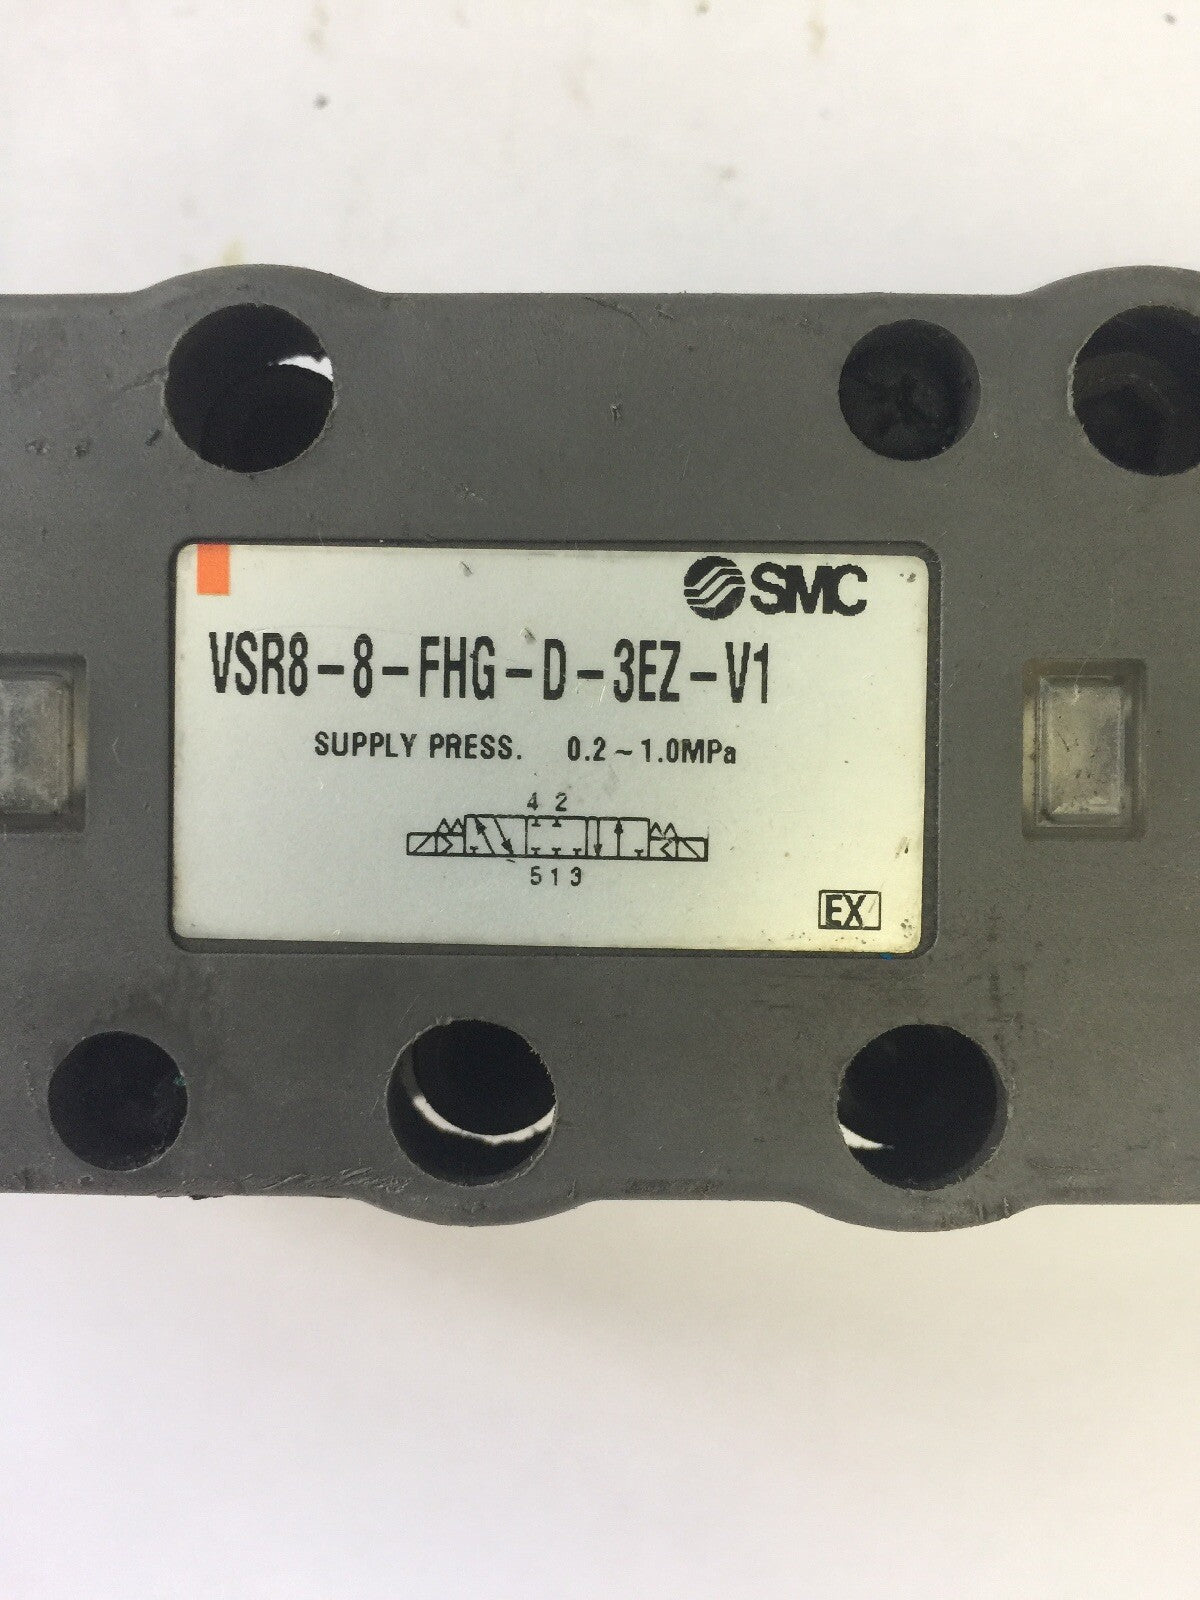 SMC
VSR8-8-FHG-D-3EZ-V1
SUPPLY PRESS. 0.2~1.0MPa
4 2
5 1 3
EX